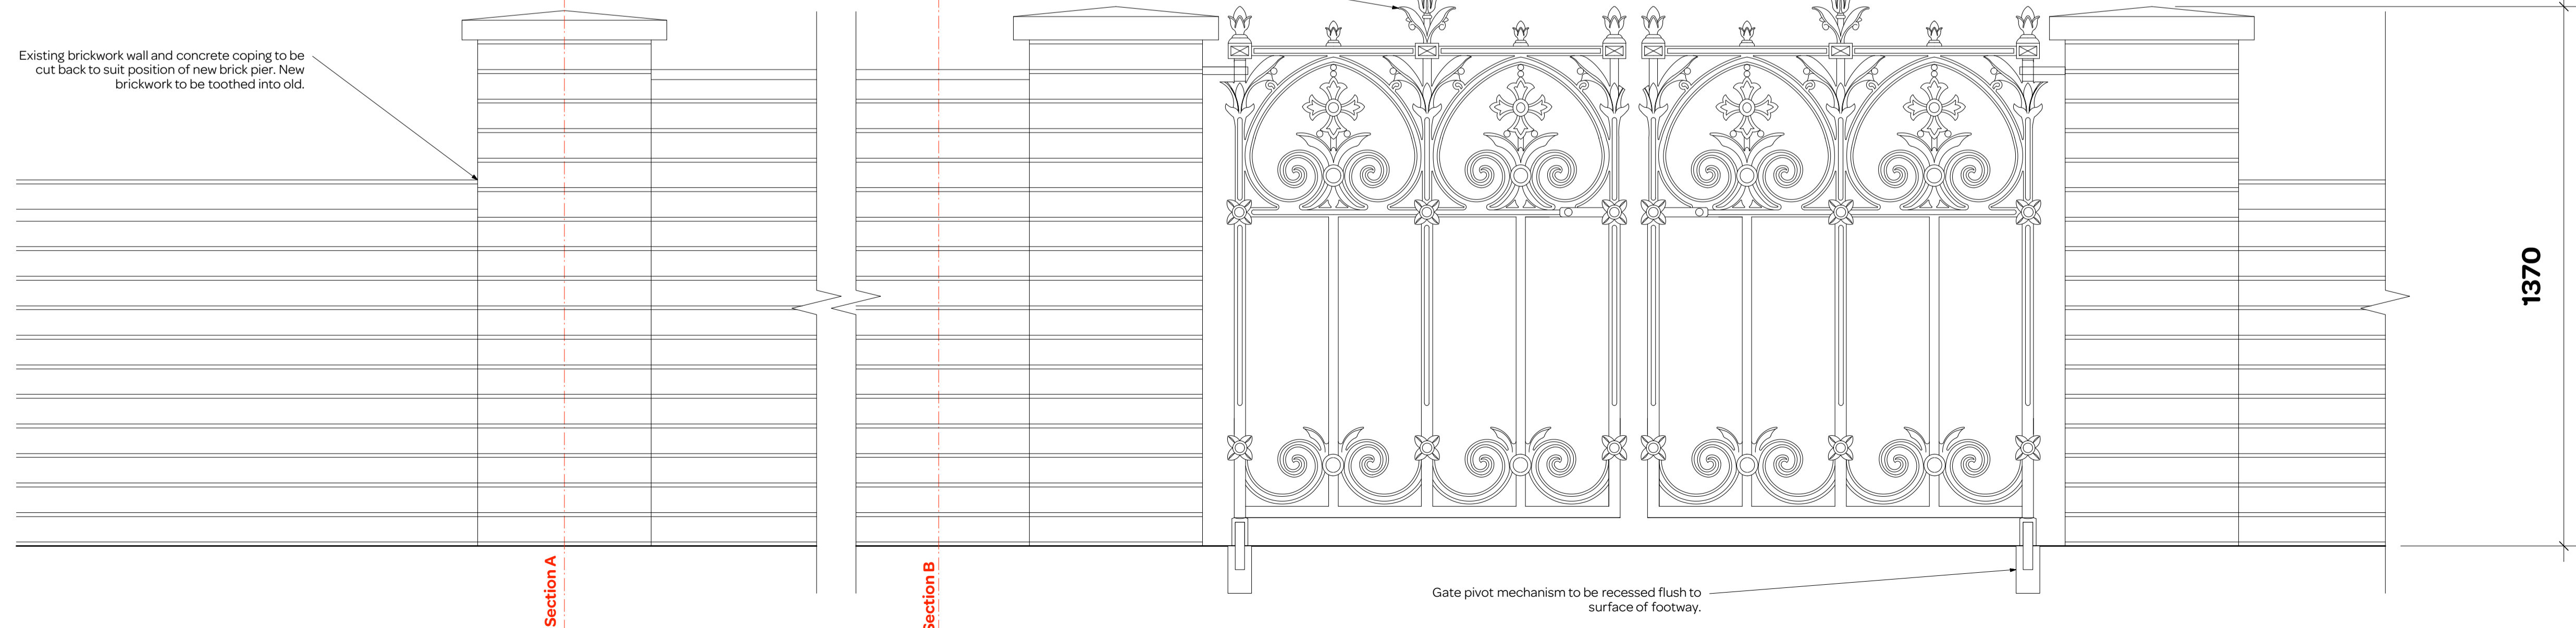 Existing brickwork wall and concrete coping to be
cut back to suit position of new brick pier. New
brickwork to be toothed into old.
1370
Section A
Section B
Gate pivot mechanism to be recessed flush to
surface of footway.